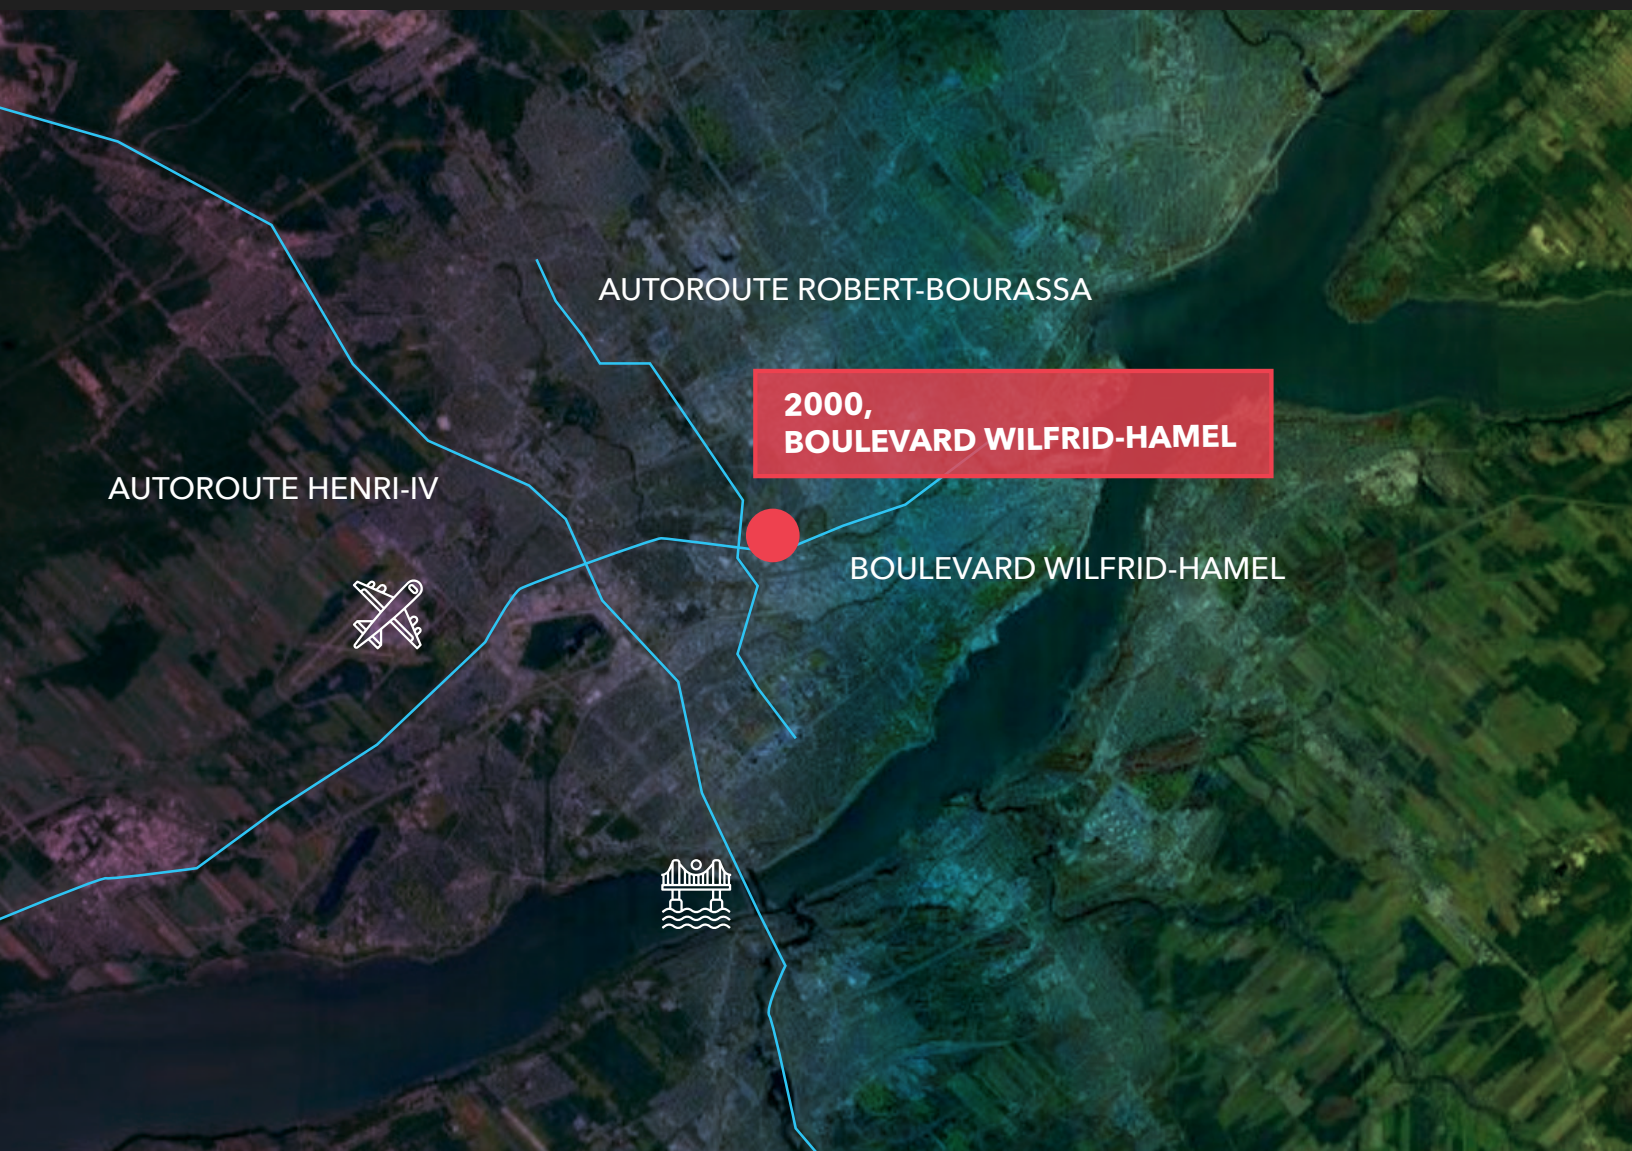 AUTOROUTE ROBERT-BOURASSA
2000,
BOULEVARD WILFRID-HAMEL
AUTOROUTE HENRI-IV
BOULEVARD WILFRID-HAMEL